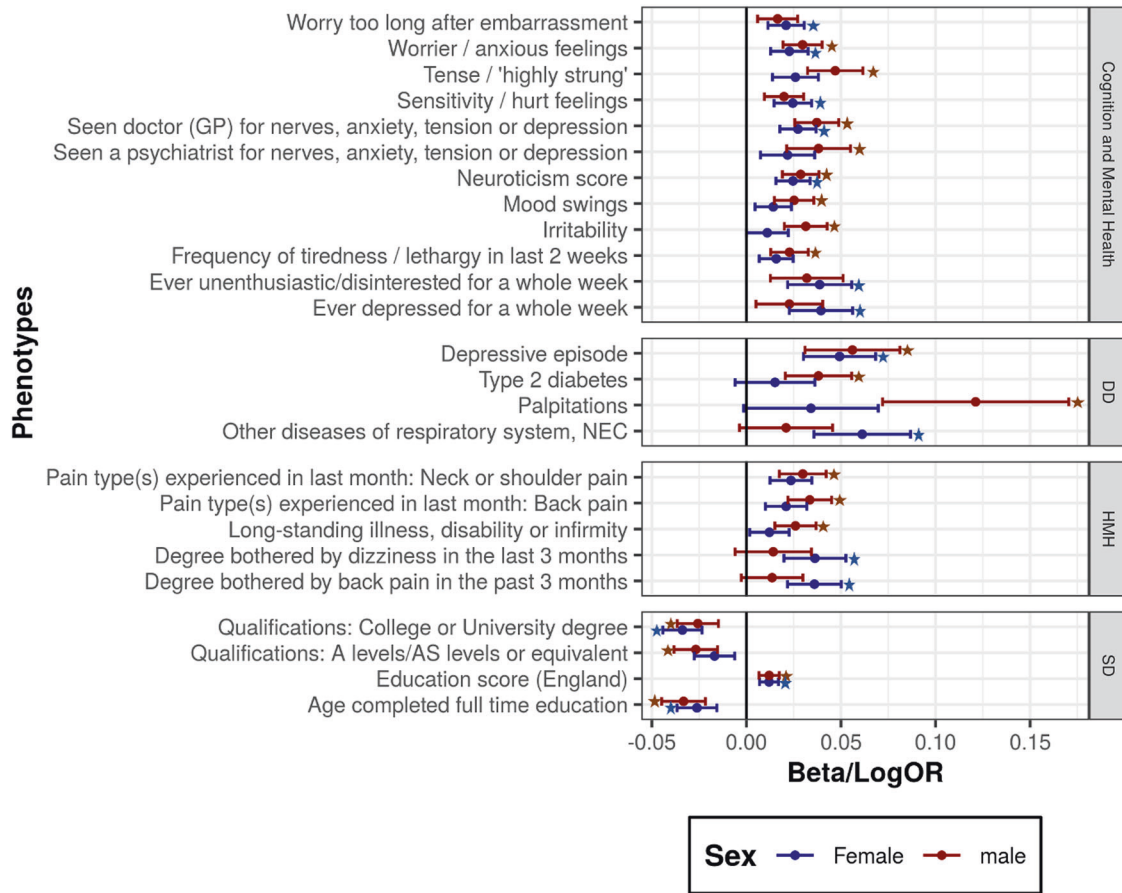 Phenotypes
Worry too long after embarrassment
Worrier / anxious feelings
Tense / 'highly strung'
Sensitivity / hurt feelings
Seen doctor (GP) for nerves, anxiety, tension or depression
Seen a psychiatrist for nerves, anxiety, tension or depression
Neuroticism score
Mood swings
Irritability
Frequency of tiredness / lethargy in last 2 weeks
Ever unenthusiastic/disinterested for a whole week
Ever depressed for a whole week
Cognition and Mental Health
Depressive episode
Type 2 diabetes
Palpitations
Other diseases of respiratory system, NEC
DD
Pain type(s) experienced in last month: Neck or shoulder pain
Pain type(s) experienced in last month: Back pain
Long-standing illness, disability or infirmity
Degree bothered by dizziness in the last 3 months
Degree bothered by back pain in the past 3 months
HMH
Qualifications: College or University degree
Qualifications: A levels/AS levels or equivalent
Education score (England)
Age completed full time education
SD
-0.05 0.00 0.05 0.10 0.15
Beta/LogOR
Sex Female male